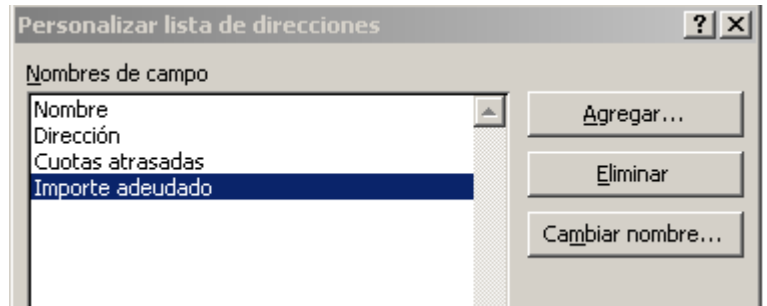 Personalizar lista de direcciones
Nombres de campo
Nombre
Dirección
Cuotas atrasadas
Importe adeudado
Agregar...
Eliminar
Cambiar nombre...